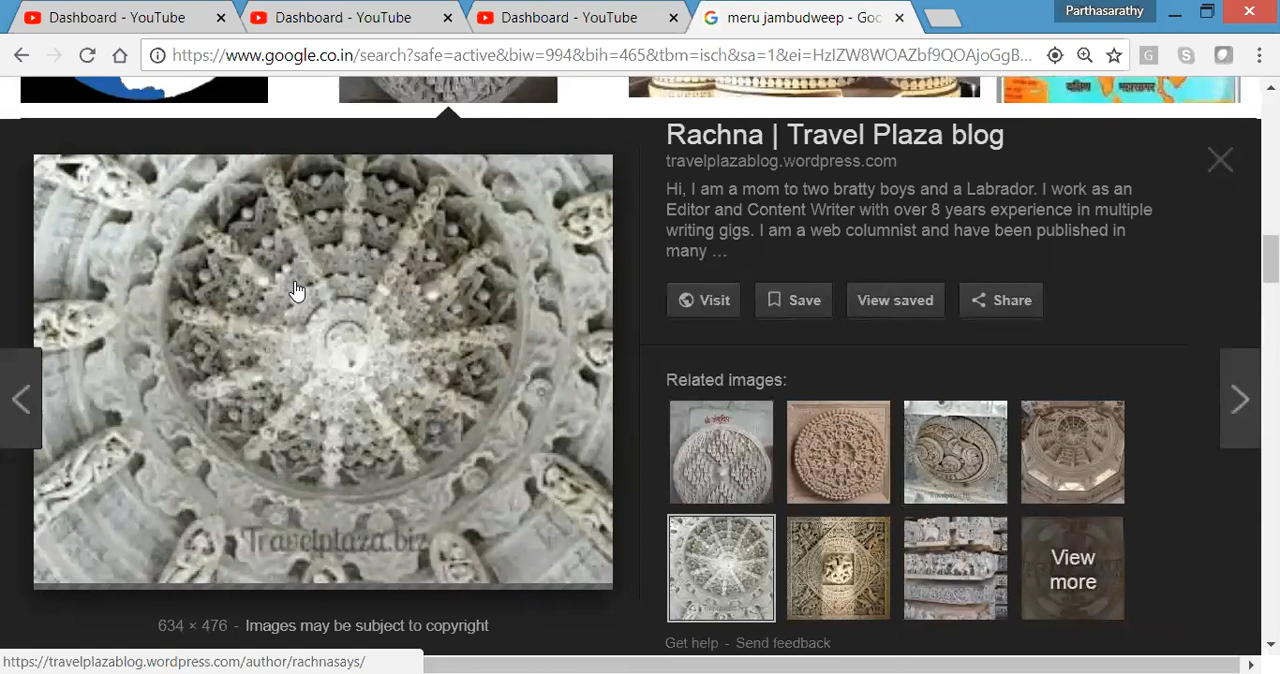 Dashboard - YouTube
Dashboard - YouTube
Dashboard - YouTube
meru jambudweep - Goo
Parthasarathy
https://www.google.co.in/search?safe=active&biw=994&bih=465&tbm=isch&sa=1&ei=HzIZW8WOAZbf9QOAjoGgB...
दक्षिण महासागर
Rachna | Travel Plaza blog
travelplazablog.wordpress.com
Hi, I am a mom to two bratty boys and a Labrador. I work as an
Editor and Content Writer with over 8 years experience in multiple
writing gigs. I am a web columnist and have been published in
many ...
Visit
Save
View saved
Share
Related images:
View
more
Travelplaza.biz
634 × 476 - Images may be subject to copyright
Get help - Send feedback
https://travelplazablog.wordpress.com/author/rachnasays/